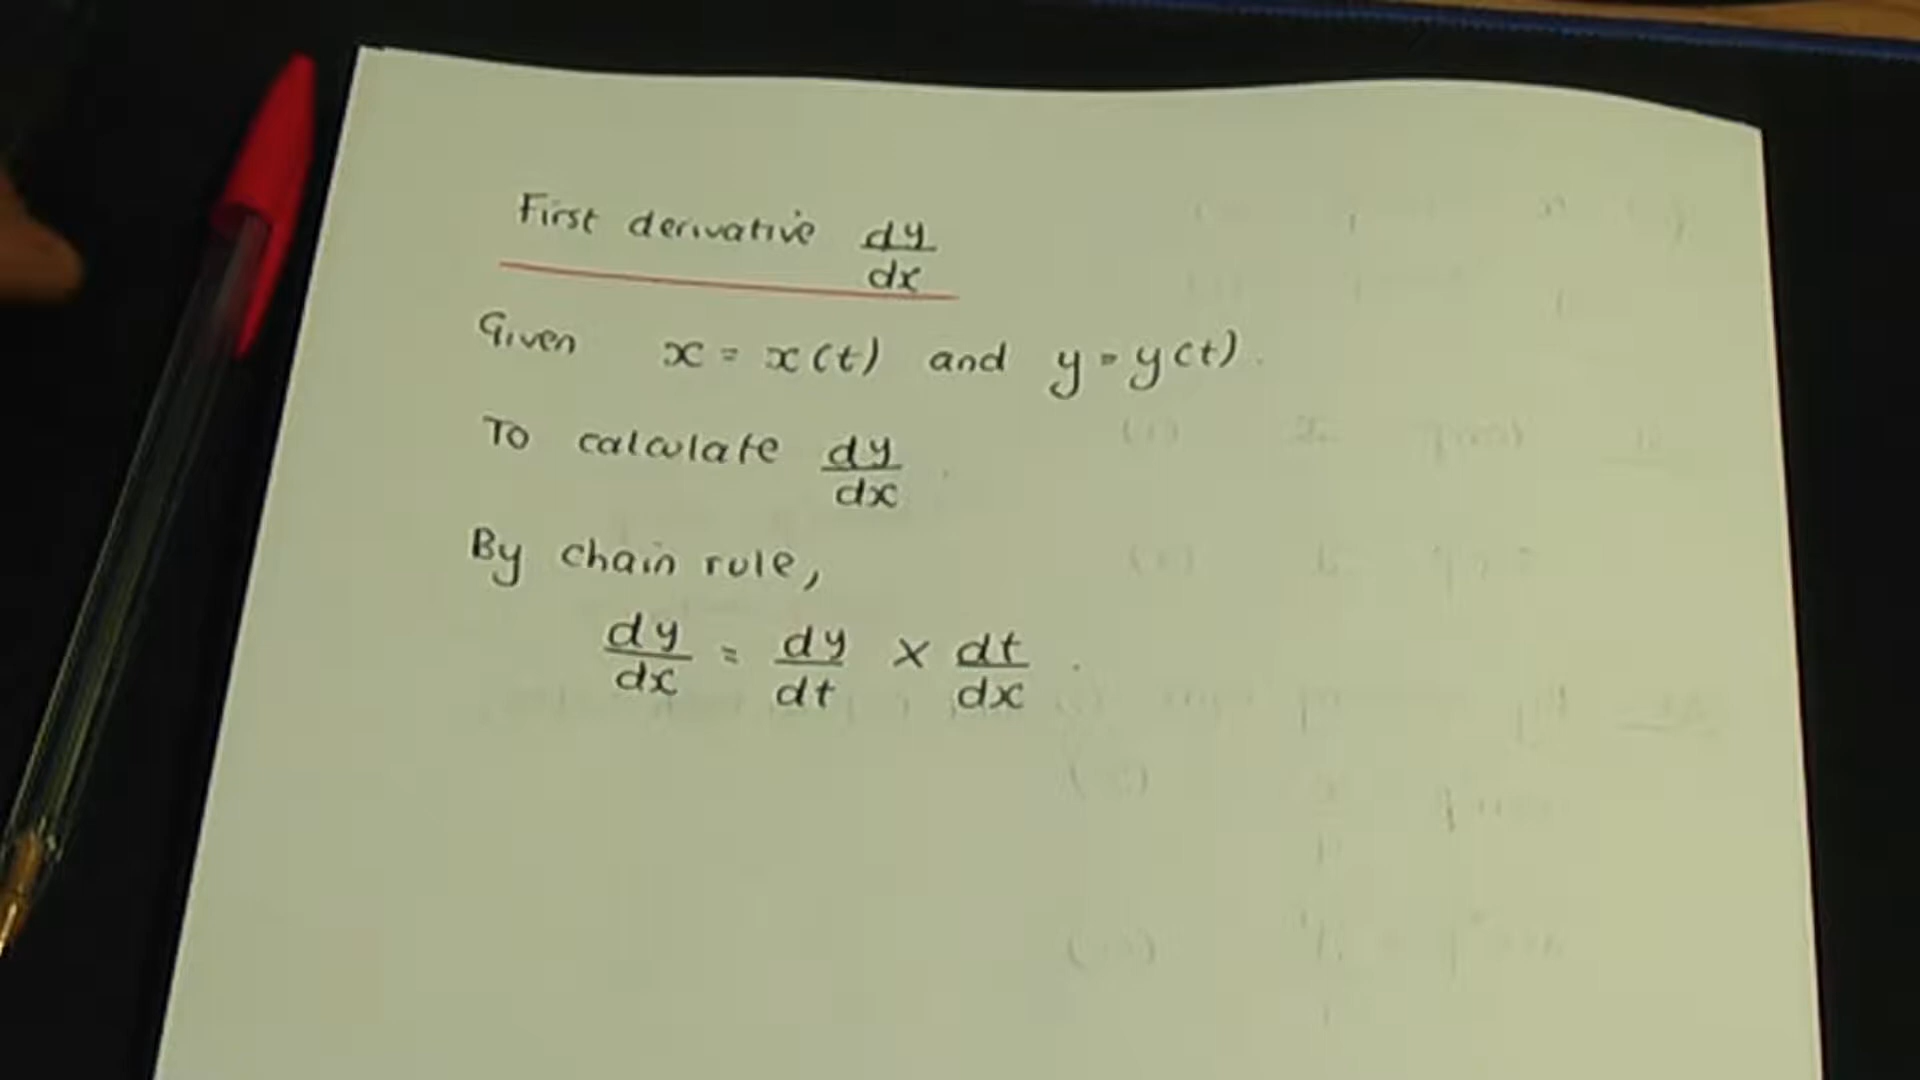 First derivative dy/dx
Given x = x(t) and y = y(t).
To calculate dy/dx.
By chain rule,
dy/dx = dy/dt × dt/dx.